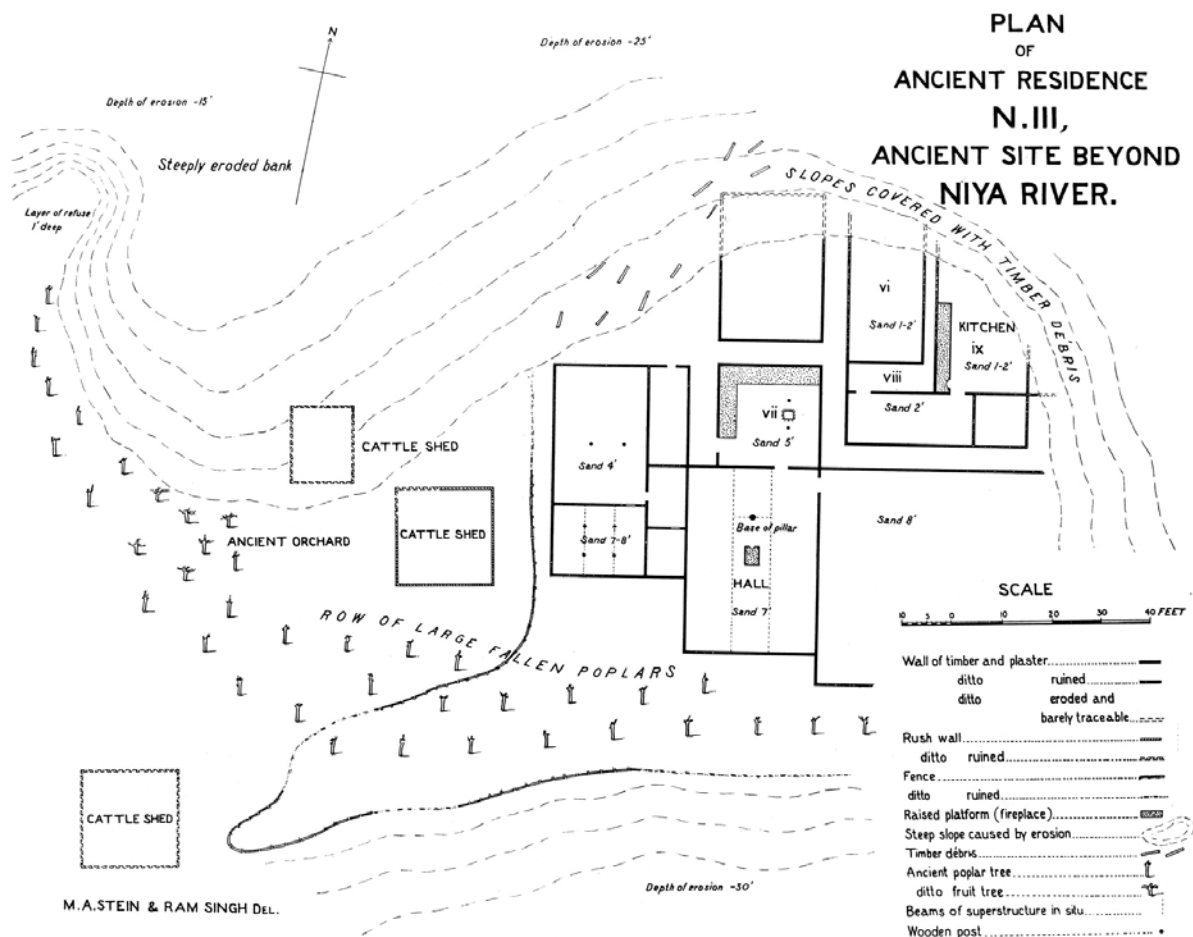 PLAN
OF
ANCIENT RESIDENCE
N.III,
ANCIENT SITE BEYOND
NIYA RIVER.
N
Depth of erosion -25'
Depth of erosion -15'
Steeply eroded bank
Layer of refuse
1' deep
SLOPES COVERED WITH TIMBER DÉBRIS
vi
Sand 1-2'
KITCHEN
ix
Sand 1-2'
viii
Sand 2'
vii
Sand 5'
CATTLE SHED
Sand 4'
CATTLE SHED
Sand 7-8'
Base of pillar
HALL
Sand 7'
Sand 8'
ANCIENT ORCHARD
ROW OF LARGE FALLEN POPLARS
CATTLE SHED
Depth of erosion -30'
M.A.STEIN & RAM SINGH DEL.
SCALE
10 5 0 10 20 30 40 FEET
Wall of timber and plaster
ditto ruined
ditto eroded and
barely traceable
Rush wall
ditto ruined
Fence
ditto ruined
Raised platform (fireplace)
Steep slope caused by erosion
Timber débris
Ancient poplar tree
ditto fruit tree
Beams of superstructure in situ
Wooden post